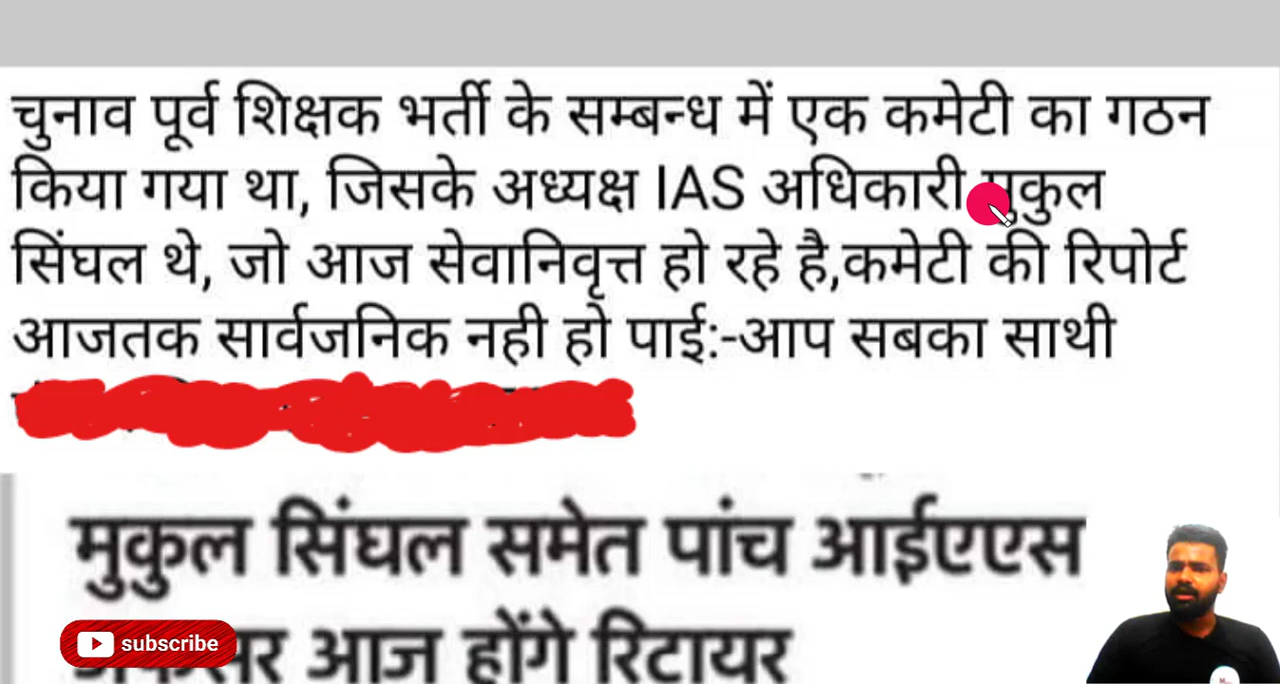 चुनाव पूर्व शिक्षक भर्ती के सम्बन्ध में एक कमेटी का गठन
किया गया था, जिसके अध्यक्ष IAS अधिकारी मुकुल
सिंघल थे, जो आज सेवानिवृत्त हो रहे है,कमेटी की रिपोर्ट
आजतक सार्वजनिक नही हो पाई:-आप सबका साथी
मुकुल सिंघल समेत पांच आईएएस
आज होंगे रिटायर
subscribe